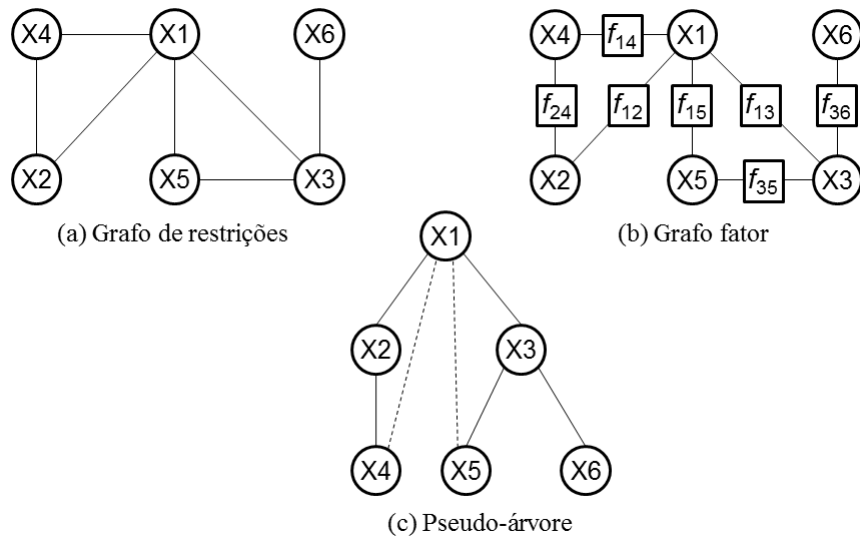 X4 X1 X6
X2 X5 X3
(a) Grafo de restrições
X4 f14 X1 X6
f24 f12 f15 f13 f36
X2 X5 f35 X3
(b) Grafo fator
X1
X2 X3
X4 X5 X6
(c) Pseudo-árvore